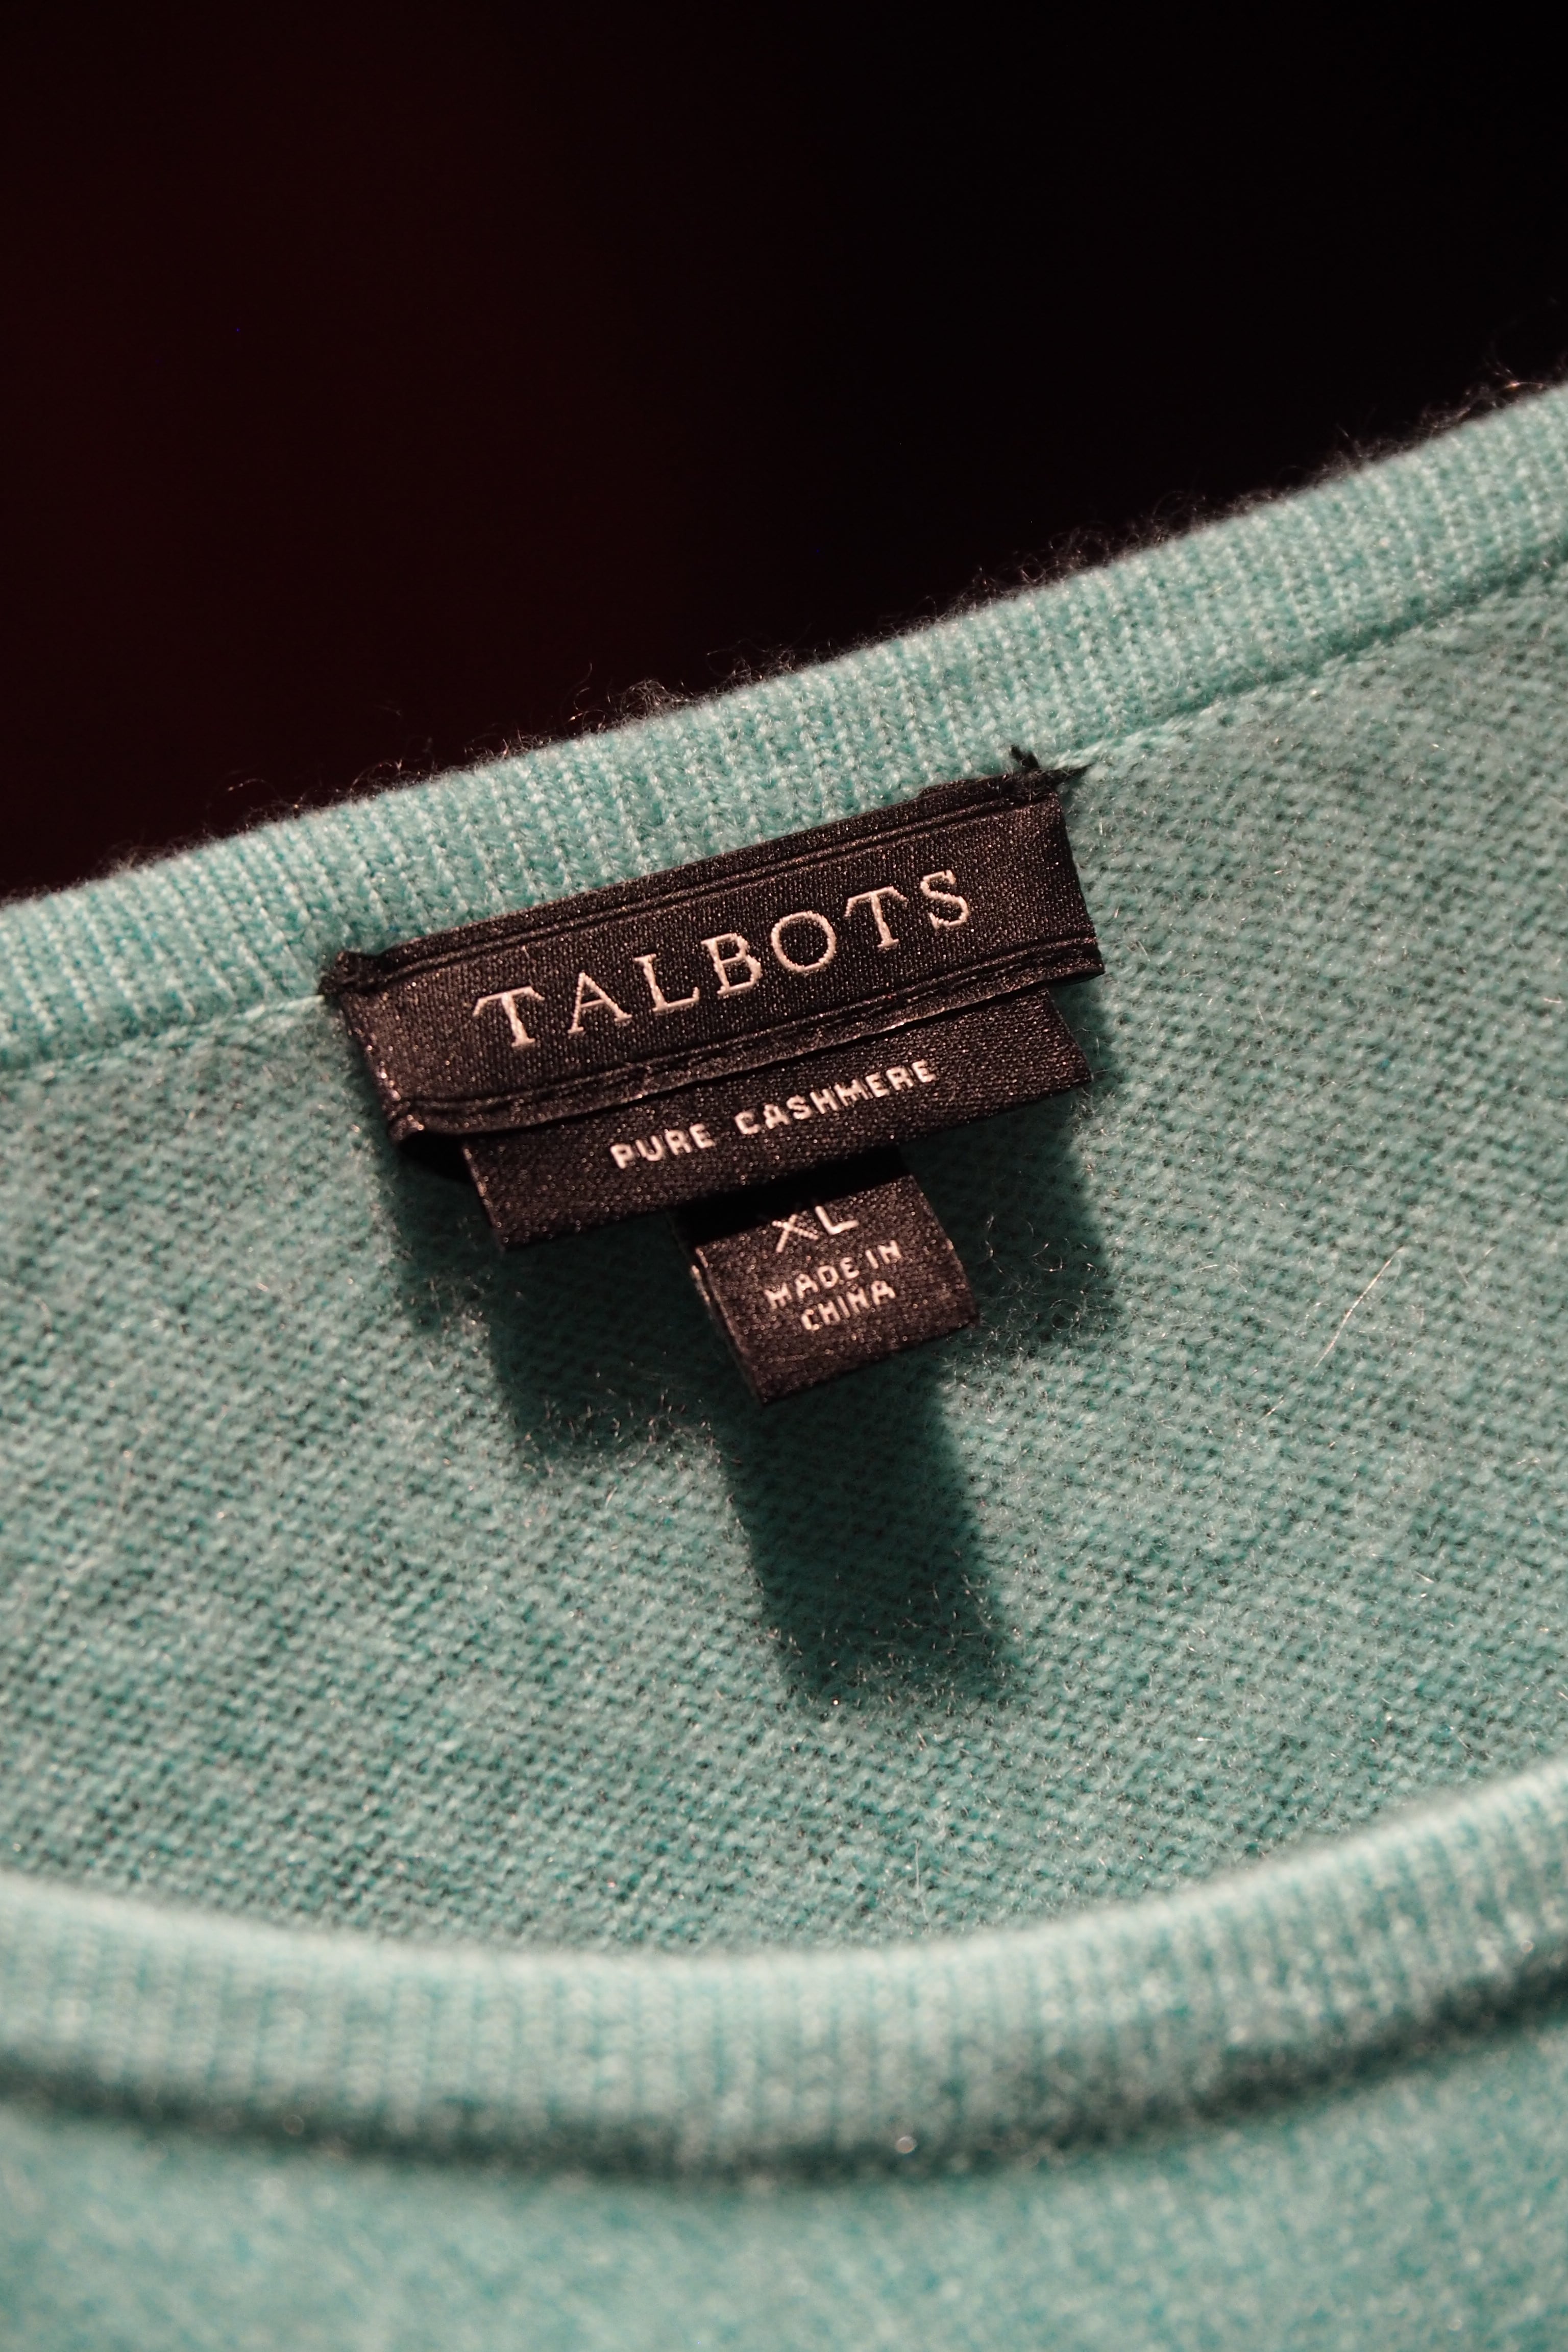 TALBOTS
PURE CASHMERE
XL
MADE IN
CHINA